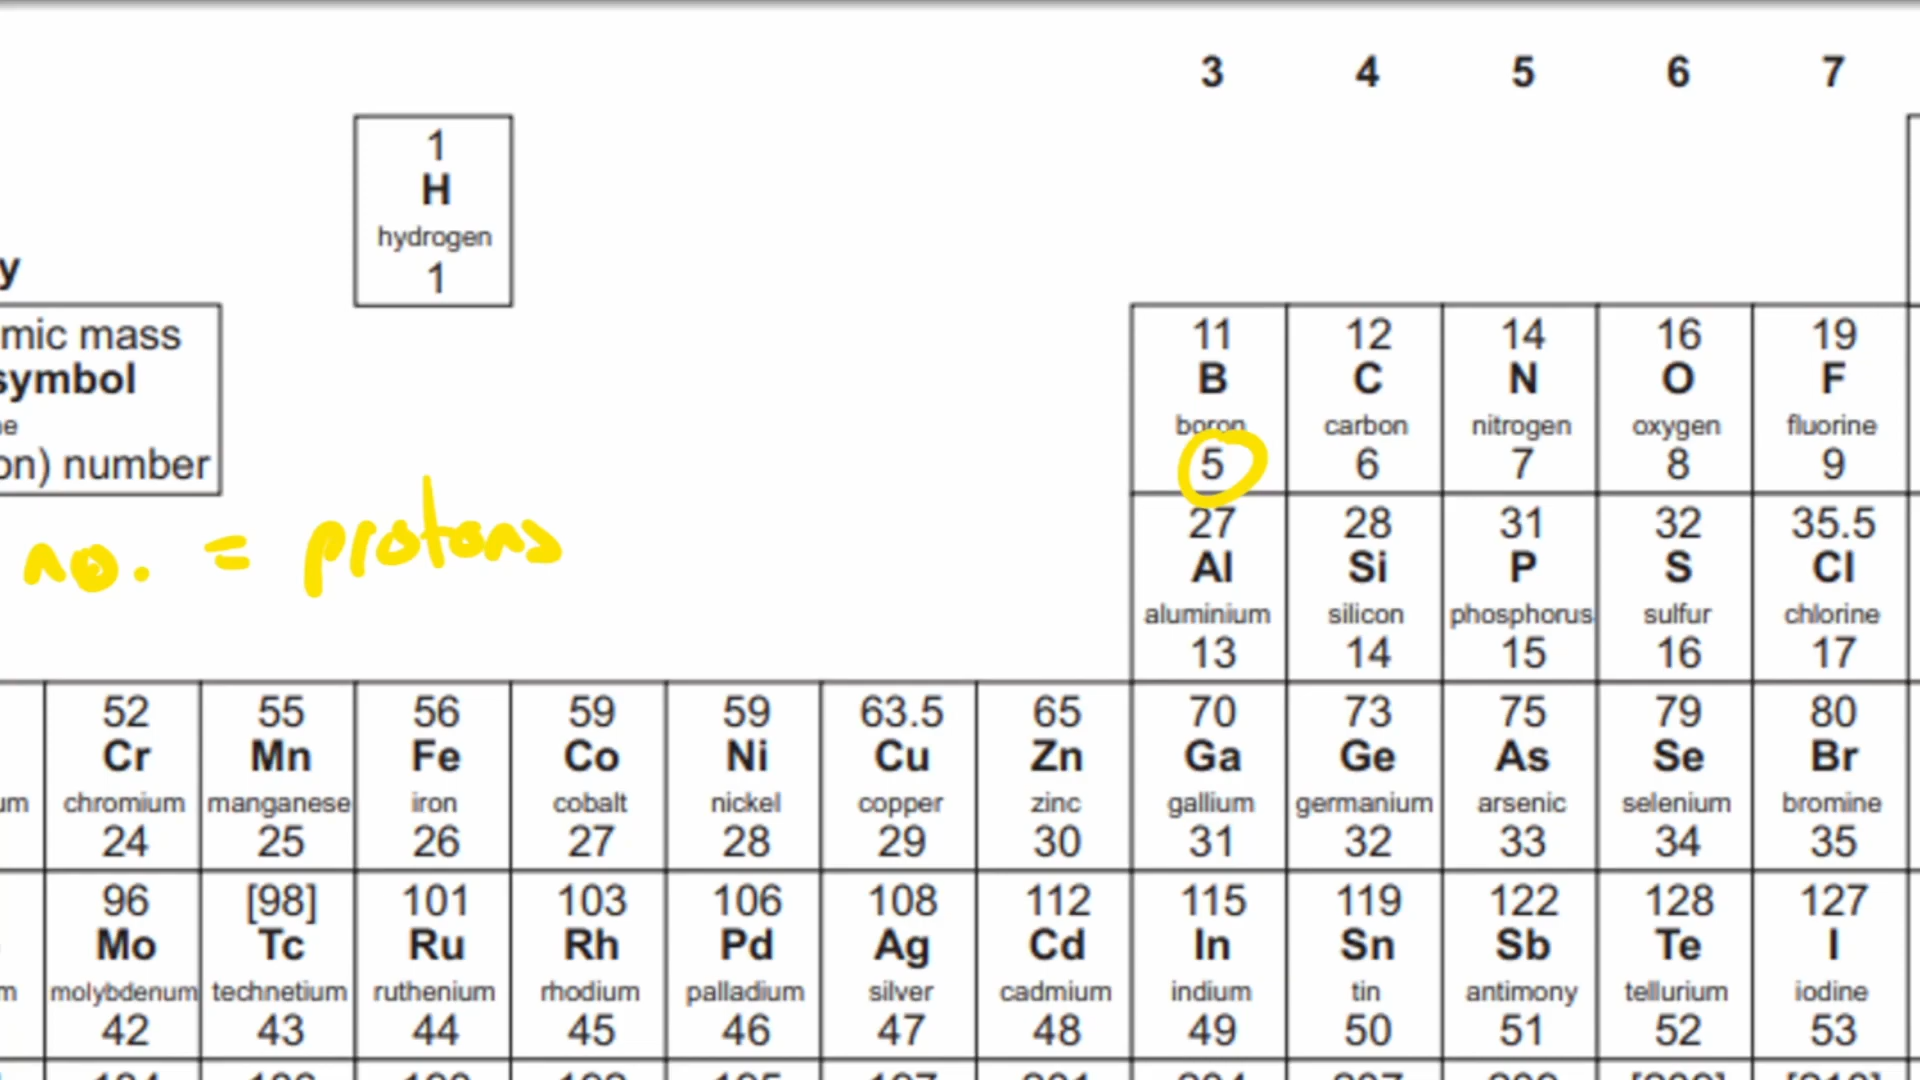 3 4 5 6 7
1
H
hydrogen
1
y
mic mass
symbol
on) number
no. = protons
11 12 14 16 19
B C N O F
boron carbon nitrogen oxygen fluorine
5 6 7 8 9
27 28 31 32 35.5
Al Si P S Cl
aluminium silicon phosphorus sulfur chlorine
13 14 15 16 17
52 55 56 59 59 63.5 65 70 73 75 79 80
Cr Mn Fe Co Ni Cu Zn Ga Ge As Se Br
um chromium manganese iron cobalt nickel copper zinc gallium germanium arsenic selenium bromine
24 25 26 27 28 29 30 31 32 33 34 35
96 [98] 101 103 106 108 112 115 119 122 128 127
Mo Tc Ru Rh Pd Ag Cd In Sn Sb Te I
m molybdenum technetium ruthenium rhodium palladium silver cadmium indium tin antimony tellurium iodine
42 43 44 45 46 47 48 49 50 51 52 53